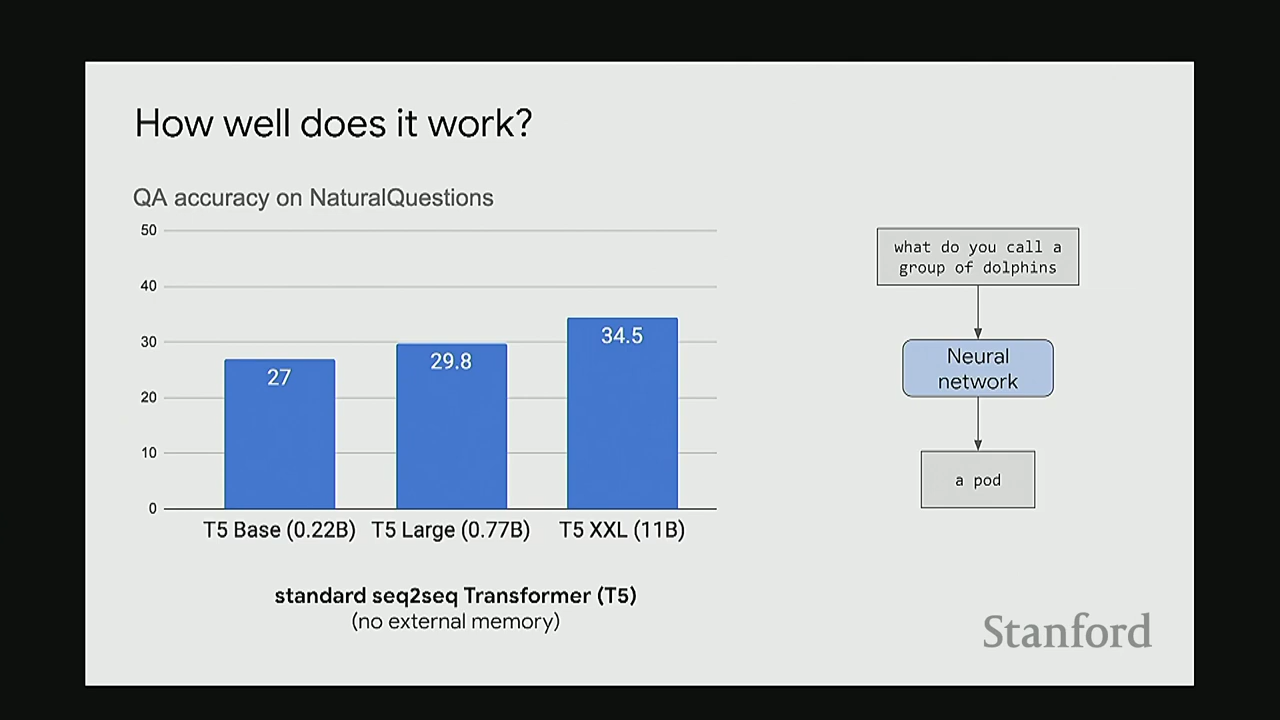 How well does it work?
QA accuracy on NaturalQuestions
50
40
30
20
10
0
27
29.8
34.5
T5 Base (0.22B)
T5 Large (0.77B)
T5 XXL (11B)
standard seq2seq Transformer (T5)
(no external memory)
what do you call a
group of dolphins
Neural
network
a pod
Stanford